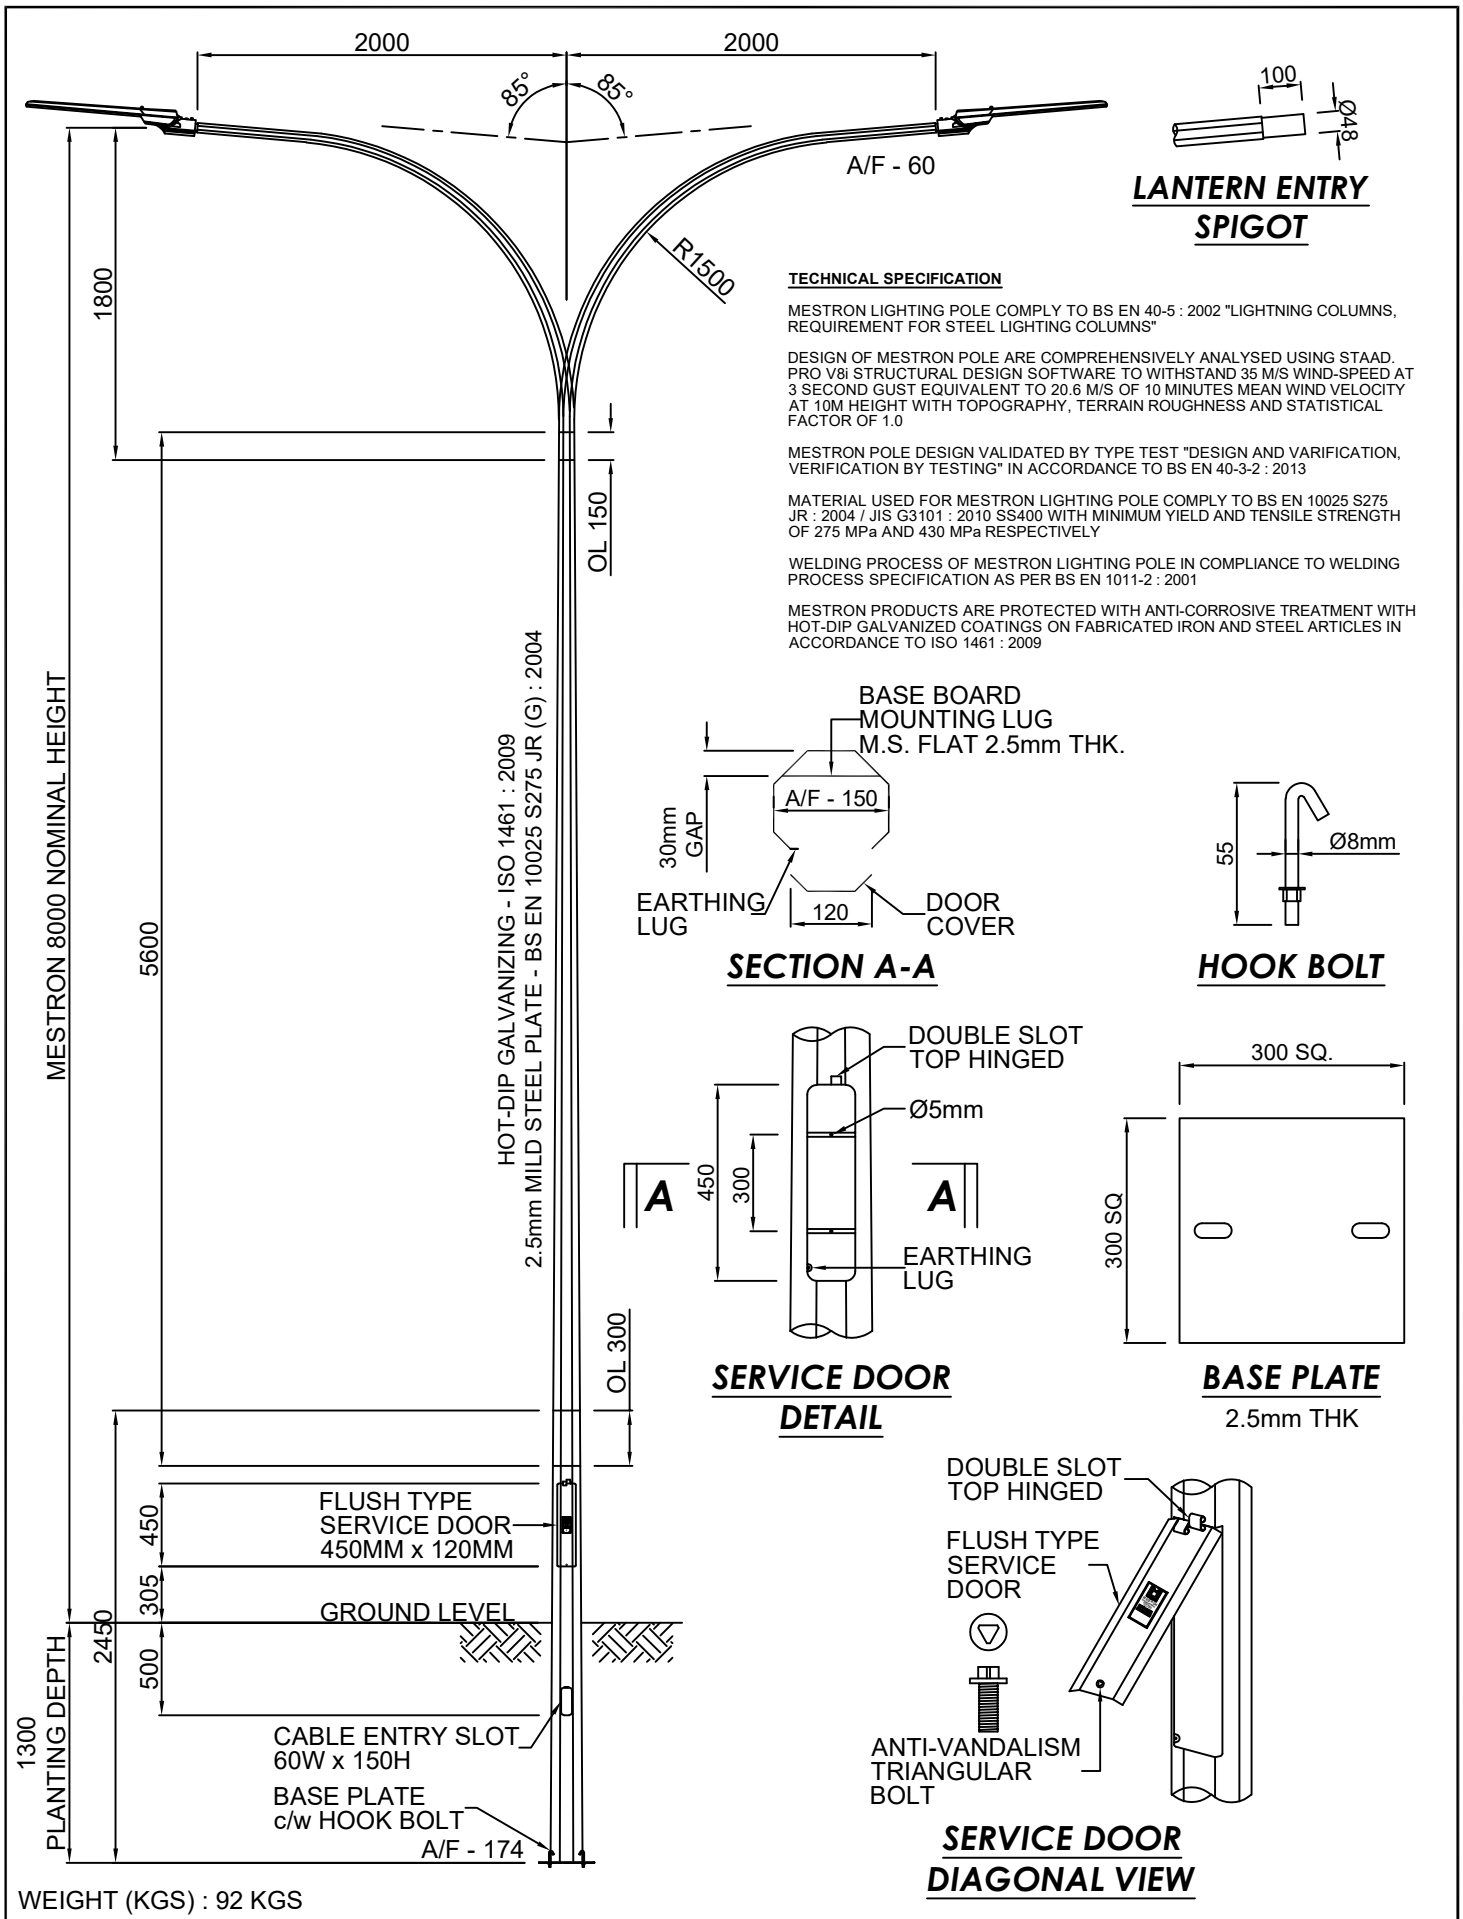 2000
2000
85°
85°
100
Ø48
A/F - 60
LANTERN ENTRY
SPIGOT
R1500
1800
TECHNICAL SPECIFICATION
MESTRON LIGHTING POLE COMPLY TO BS EN 40-5 : 2002 "LIGHTNING COLUMNS,
REQUIREMENT FOR STEEL LIGHTING COLUMNS"
DESIGN OF MESTRON POLE ARE COMPREHENSIVELY ANALYSED USING STAAD.
PRO V8i STRUCTURAL DESIGN SOFTWARE TO WITHSTAND 35 M/S WIND-SPEED AT
3 SECOND GUST EQUIVALENT TO 20.6 M/S OF 10 MINUTES MEAN WIND VELOCITY
AT 10M HEIGHT WITH TOPOGRAPHY, TERRAIN ROUGHNESS AND STATISTICAL
FACTOR OF 1.0
MESTRON POLE DESIGN VALIDATED BY TYPE TEST "DESIGN AND VARIFICATION,
VERIFICATION BY TESTING" IN ACCORDANCE TO BS EN 40-3-2 : 2013
MATERIAL USED FOR MESTRON LIGHTING POLE COMPLY TO BS EN 10025 S275
JR : 2004 / JIS G3101 : 2010 SS400 WITH MINIMUM YIELD AND TENSILE STRENGTH
OF 275 MPa AND 430 MPa RESPECTIVELY
WELDING PROCESS OF MESTRON LIGHTING POLE IN COMPLIANCE TO WELDING
PROCESS SPECIFICATION AS PER BS EN 1011-2 : 2001
MESTRON PRODUCTS ARE PROTECTED WITH ANTI-CORROSIVE TREATMENT WITH
HOT-DIP GALVANIZED COATINGS ON FABRICATED IRON AND STEEL ARTICLES IN
ACCORDANCE TO ISO 1461 : 2009
OL 150
MESTRON 8000 NOMINAL HEIGHT
5600
HOT-DIP GALVANIZING - ISO 1461 : 2009
2.5mm MILD STEEL PLATE - BS EN 10025 S275 JR (G) : 2004
BASE BOARD
MOUNTING LUG
M.S. FLAT 2.5mm THK.
A/F - 150
30mm
GAP
EARTHING
LUG
120
DOOR
COVER
SECTION A-A
55
Ø8mm
HOOK BOLT
DOUBLE SLOT
TOP HINGED
Ø5mm
450
300
A
A
EARTHING
LUG
SERVICE DOOR
DETAIL
300 SQ.
300 SQ
BASE PLATE
2.5mm THK
OL 300
450
FLUSH TYPE
SERVICE DOOR
450MM x 120MM
305
GROUND LEVEL
2450
500
1300
PLANTING DEPTH
CABLE ENTRY SLOT
60W x 150H
BASE PLATE
c/w HOOK BOLT
A/F - 174
DOUBLE SLOT
TOP HINGED
FLUSH TYPE
SERVICE
DOOR
ANTI-VANDALISM
TRIANGULAR
BOLT
SERVICE DOOR
DIAGONAL VIEW
WEIGHT (KGS) : 92 KGS